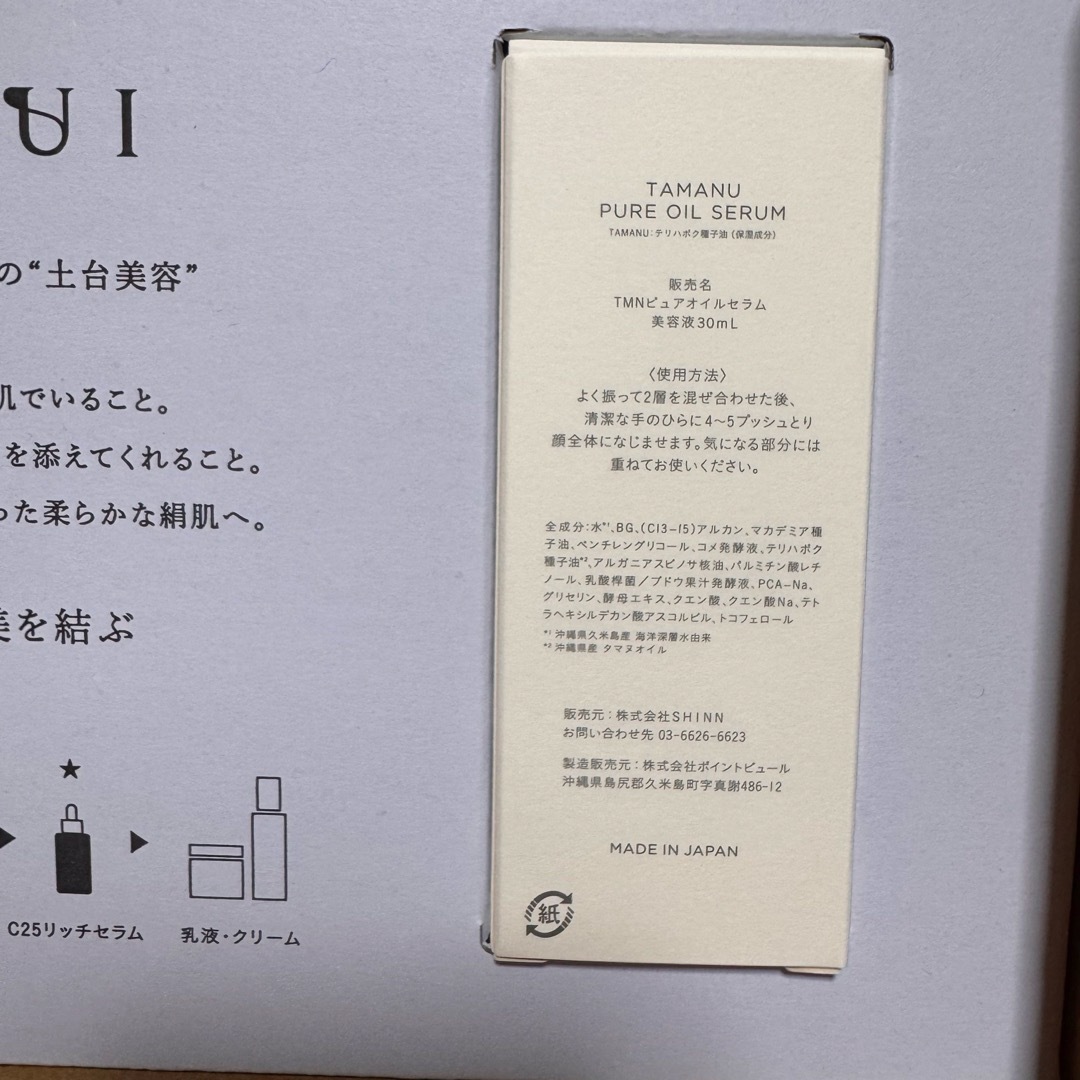 UI
の“土台美容”
肌でいること。
を添えてくれること。
った柔らかな絹肌へ。
美を結ぶ
★
C25リッチセラム
乳液・クリーム
TAMANU
PURE OIL SERUM
TAMANU:テリハボク種子油(保湿成分)
販売名
TMNピュアオイルセラム
美容液30mL
〈使用方法〉
よく振って2層を混ぜ合わせた後、
清潔な手のひらに4〜5プッシュとり
顔全体になじませます。気になる部分には
重ねてお使いください。
全成分:水*¹、BG、(C13-15)アルカン、マカデミア種
子油、ペンチレングリコール、コメ発酵液、テリハボク
種子油*²、アルガニアスピノサ核油、パルミチン酸レチ
ノール、乳酸桿菌/ブドウ果汁発酵液、PCA-Na、
グリセリン、酵母エキス、クエン酸、クエン酸Na、テト
ラヘキシルデカン酸アスコルビル、トコフェロール
*¹ 沖縄県久米島産 海洋深層水由来
*² 沖縄県産 タマヌオイル
販売元:株式会社SHINN
お問い合わせ先 03-6626-6623
製造販売元:株式会社ポイントピュール
沖縄県島尻郡久米島町字真謝486-12
MADE IN JAPAN
紙